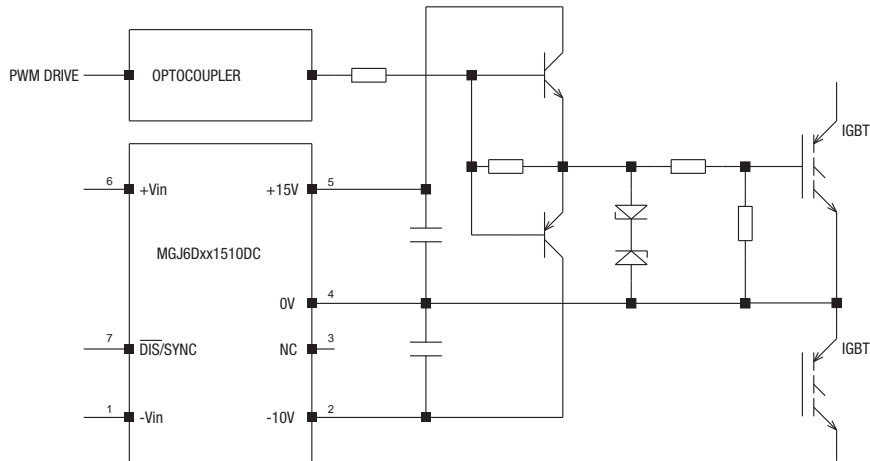 PWM DRIVE
OPTOCOUPLER
IGBT
6
+Vin
+15V
5
MGJ6Dxx1510DC
0V
4
7
DIS/SYNC
NC
3
IGBT
1
-Vin
-10V
2